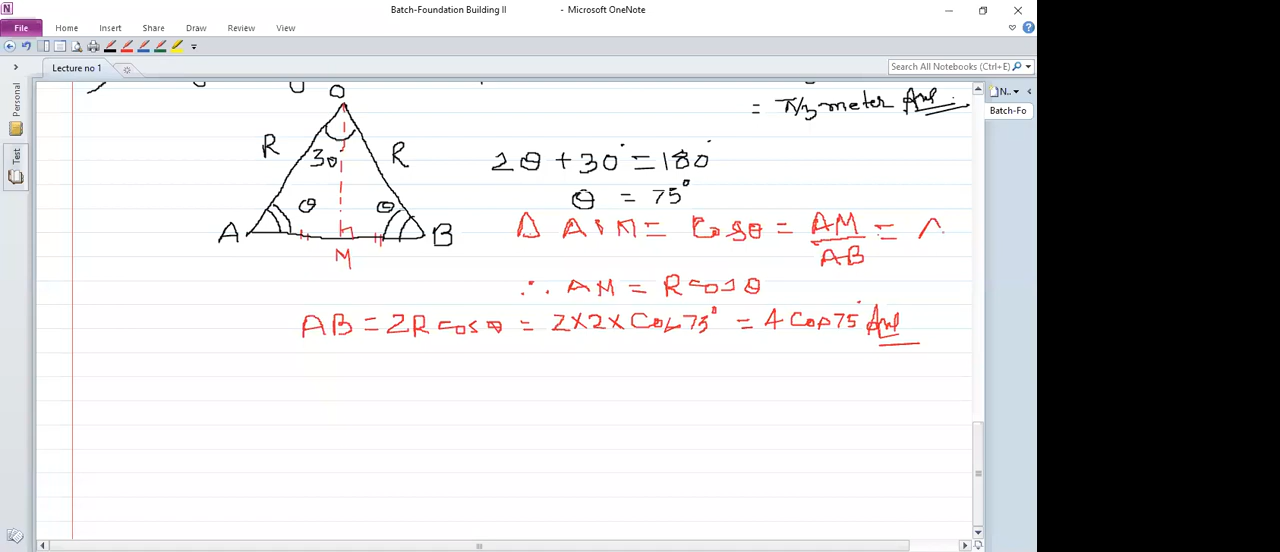 Batch-Foundation Building II - Microsoft OneNote
File Home Insert Share Draw Review View
Lecture no 1
Search All Notebooks (Ctrl+E)
Personal
Test
N..
Batch-Fo
= π/3 meter Ans
O
R 30 R
θ θ
A B
M
2θ + 30° = 180°
θ = 75°
Cosθ = AM/AB =
∴ AM = R cosθ
AB = 2R cosθ = 2×2×Cos75° = 4 Cos75° Ans